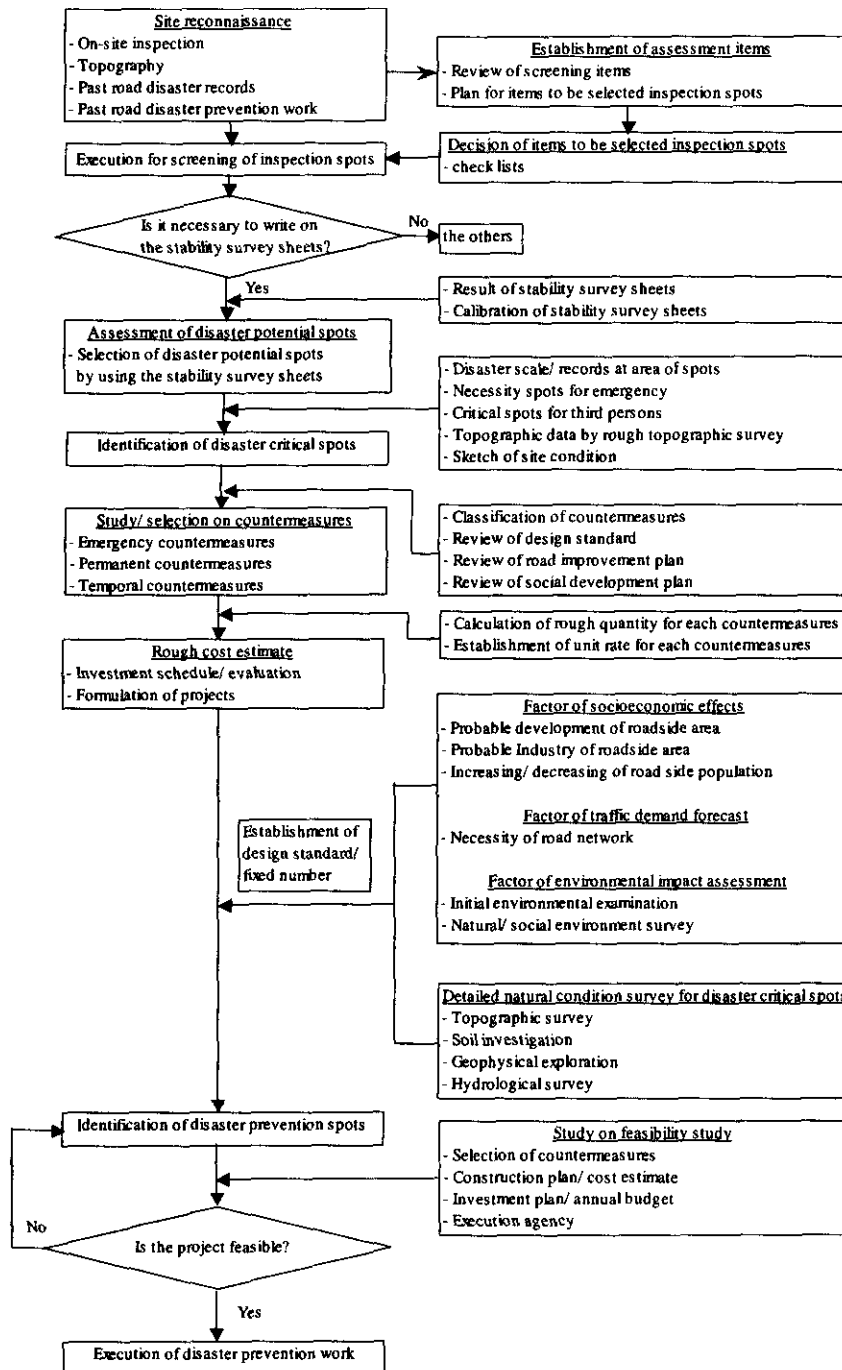 Site reconnaissance
- On-site inspection
- Topography
- Past road disaster records
- Past road disaster prevention work
Establishment of assessment items
- Review of screening items
- Plan for items to be selected inspection spots
Decision of items to be selected inspection spots
- check lists
Execution for screening of inspection spots
Is it necessary to write on
the stability survey sheets?
No
the others
Yes
- Result of stability survey sheets
- Calibration of stability survey sheets
Assessment of disaster potential spots
- Selection of disaster potential spots
by using the stability survey sheets
- Disaster scale/ records at area of spots
- Necessity spots for emergency
- Critical spots for third persons
- Topographic data by rough topographic survey
- Sketch of site condition
Identification of disaster critical spots
Study/ selection on countermeasures
- Emergency countermeasures
- Permanent countermeasures
- Temporal countermeasures
- Classification of countermeasures
- Review of design standard
- Review of road improvement plan
- Review of social development plan
- Calculation of rough quantity for each countermeasures
- Establishment of unit rate for each countermeasures
Rough cost estimate
- Investment schedule/ evaluation
- Formulation of projects
Factor of socioeconomic effects
- Probable development of roadside area
- Probable Industry of roadside area
- Increasing/ decreasing of road side population
Factor of traffic demand forecast
- Necessity of road network
Factor of environmental impact assessment
- Initial environmental examination
- Natural/ social environment survey
Establishment of
design standard/
fixed number
Detailed natural condition survey for disaster critical spots
- Topographic survey
- Soil investigation
- Geophysical exploration
- Hydrological survey
Identification of disaster prevention spots
Study on feasibility study
- Selection of countermeasures
- Construction plan/ cost estimate
- Investment plan/ annual budget
- Execution agency
No
Is the project feasible?
Yes
Execution of disaster prevention work